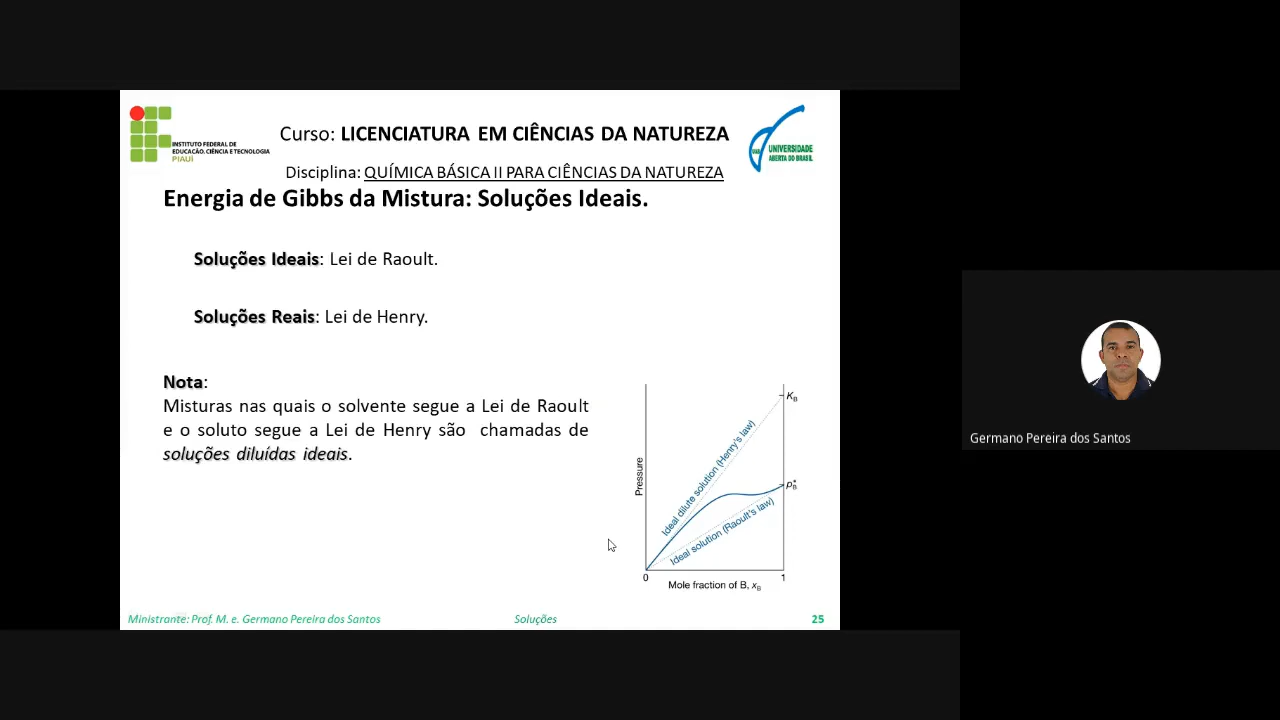 INSTITUTO FEDERAL DE
EDUCAÇÃO, CIÊNCIA E TECNOLOGIA
PIAUÍ
Curso: LICENCIATURA EM CIÊNCIAS DA NATUREZA
UAB UNIVERSIDADE
ABERTA DO BRASIL
Disciplina: QUÍMICA BÁSICA II PARA CIÊNCIAS DA NATUREZA
Energia de Gibbs da Mistura: Soluções Ideais.
Soluções Ideais: Lei de Raoult.
Soluções Reais: Lei de Henry.
Nota:
Misturas nas quais o solvente segue a Lei de Raoult
e o soluto segue a Lei de Henry são chamadas de
soluções diluídas ideais.
K_B
Ideal dilute solution (Henry's law)
Pressure
p_B*
Ideal solution (Raoult's law)
0
1
Mole fraction of B, x_B
Ministrante: Prof. M. e. Germano Pereira dos Santos
Soluções
25
Germano Pereira dos Santos